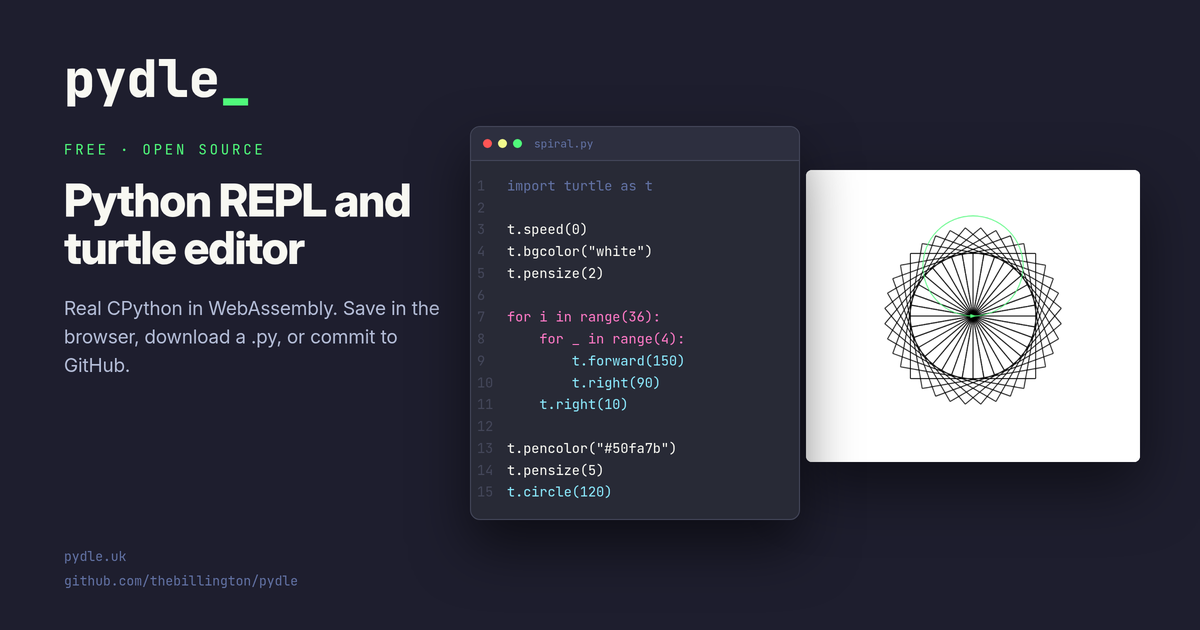 pydle_
FREE · OPEN SOURCE
Python REPL and
turtle editor
Real CPython in WebAssembly. Save in the
browser, download a .py, or commit to
GitHub.
pydle.uk
github.com/thebillington/pydle
spiral.py
1 import turtle as t
2
3 t.speed(0)
4 t.bgcolor("white")
5 t.pensize(2)
6
7 for i in range(36):
8     for _ in range(4):
9         t.forward(150)
10         t.right(90)
11     t.right(10)
12
13 t.pencolor("#50fa7b")
14 t.pensize(5)
15 t.circle(120)